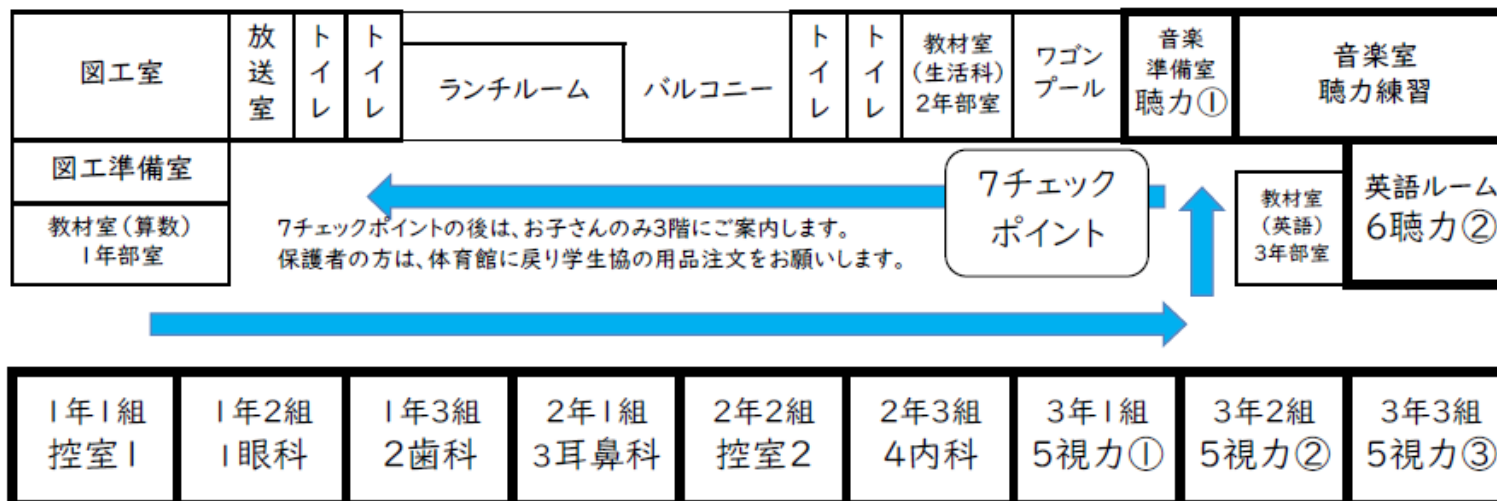 図工室
放送室
トイレ
トイレ
ランチルーム
バルコニー
トイレ
トイレ
教材室
(生活科)
2年部室
ワゴン
プール
音楽
準備室
聴力①
音楽室
聴力練習
図工準備室
教材室(算数)
1年部室
7チェック
ポイント
教材室
(英語)
3年部室
英語ルーム
6聴力②
7チェックポイントの後は、お子さんのみ3階にご案内します。
保護者の方は、体育館に戻り学生協の用品注文をお願いします。
1年1組
控室1
1年2組
1眼科
1年3組
2歯科
2年1組
3耳鼻科
2年2組
控室2
2年3組
4内科
3年1組
5視力①
3年2組
5視力②
3年3組
5視力③